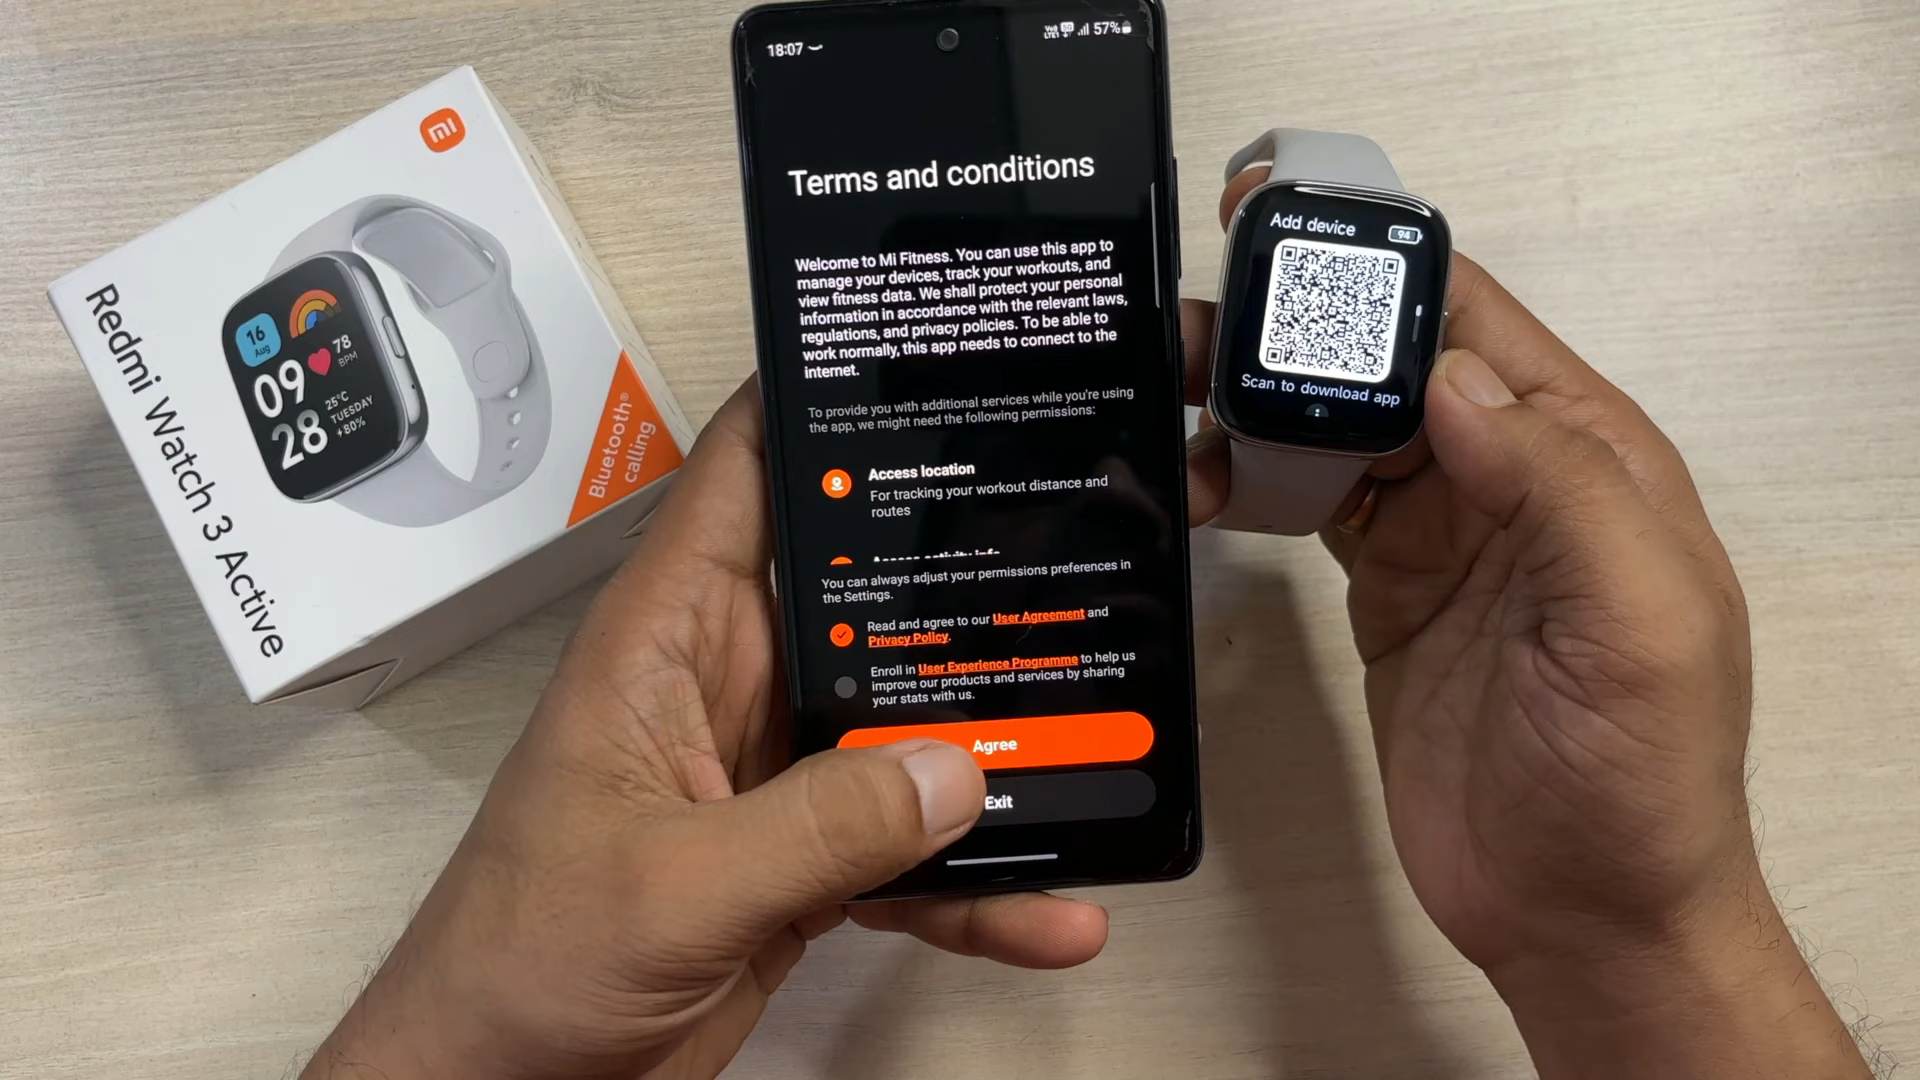 mi
Redmi Watch 3 Active
16
Aug
09
28
78
BPM
25°C
TUESDAY
+80%
Bluetooth®
calling
18:07
57%
Terms and conditions
Welcome to Mi Fitness. You can use this app to
manage your devices, track your workouts, and
view fitness data. We shall protect your personal
information in accordance with the relevant laws,
regulations, and privacy policies. To be able to
work normally, this app needs to connect to the
internet.
To provide you with additional services while you're using
the app, we might need the following permissions:
Access location
For tracking your workout distance and
routes
Access activity info
You can always adjust your permissions preferences in
the Settings.
Read and agree to our User Agreement and
Privacy Policy.
Enroll in User Experience Programme to help us
improve our products and services by sharing
your stats with us.
Agree
Exit
Add device
94
Scan to download app